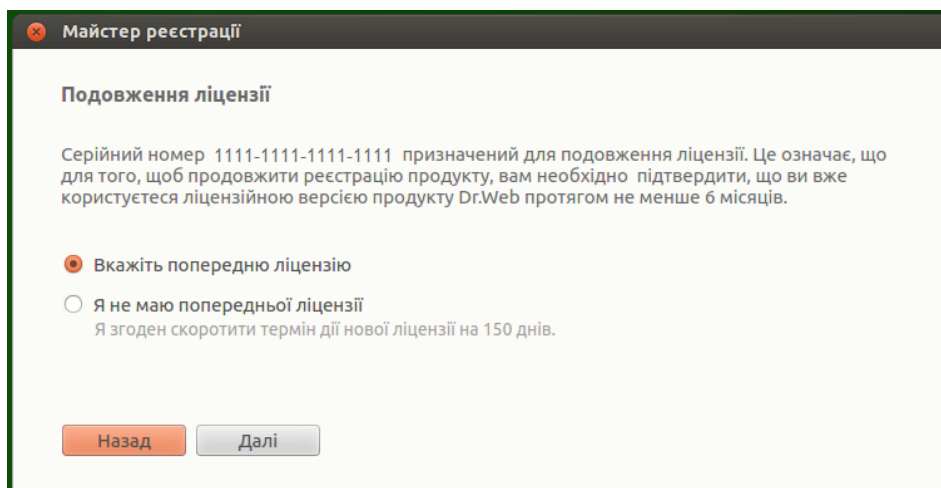 Майстер реєстрації
Подовження ліцензії
Серійний номер 1111-1111-1111-1111 призначений для подовження ліцензії. Це означає, що
для того, щоб продовжити реєстрацію продукту, вам необхідно підтвердити, що ви вже
користуєтеся ліцензійною версією продукту Dr.Web протягом не менше 6 місяців.
Вкажіть попередню ліцензію
Я не маю попередньої ліцензії
Я згоден скоротити термін дії нової ліцензії на 150 днів.
Назад
Далі